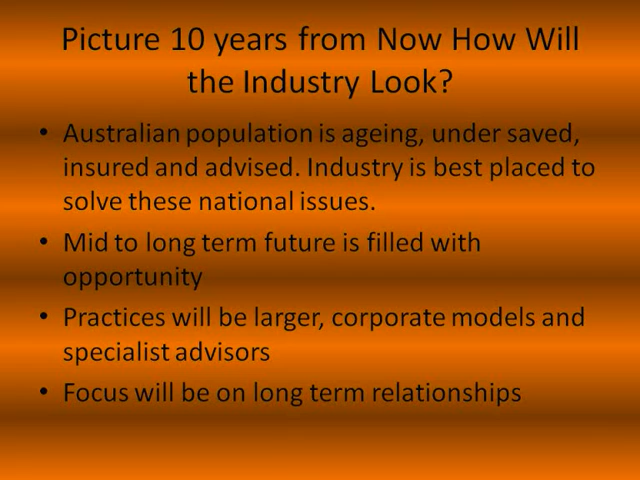 Picture 10 years from Now How Will
the Industry Look?
• Australian population is ageing, under saved,
insured and advised. Industry is best placed to
solve these national issues.
• Mid to long term future is filled with
opportunity
• Practices will be larger, corporate models and
specialist advisors
• Focus will be on long term relationships